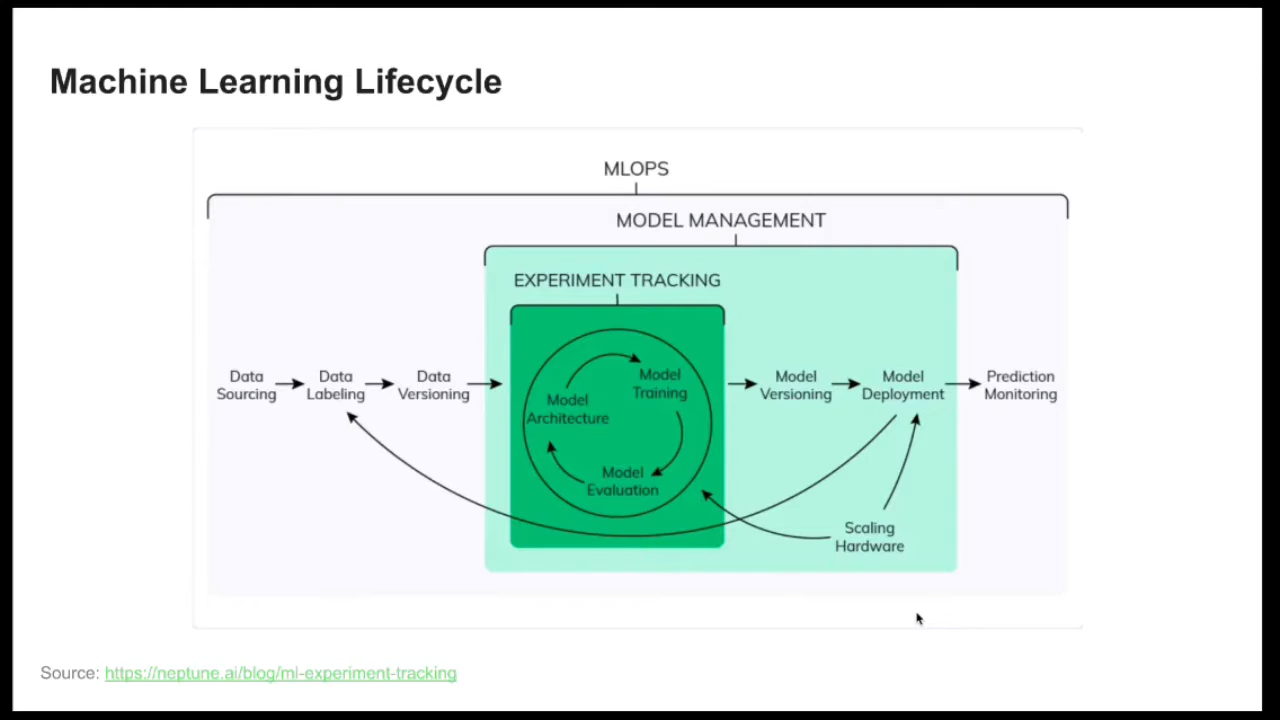 Machine Learning Lifecycle
MLOPS
MODEL MANAGEMENT
EXPERIMENT TRACKING
Data
Sourcing
Data
Labeling
Data
Versioning
Model
Architecture
Model
Training
Model
Evaluation
Model
Versioning
Model
Deployment
Prediction
Monitoring
Scaling
Hardware
Source: https://neptune.ai/blog/ml-experiment-tracking